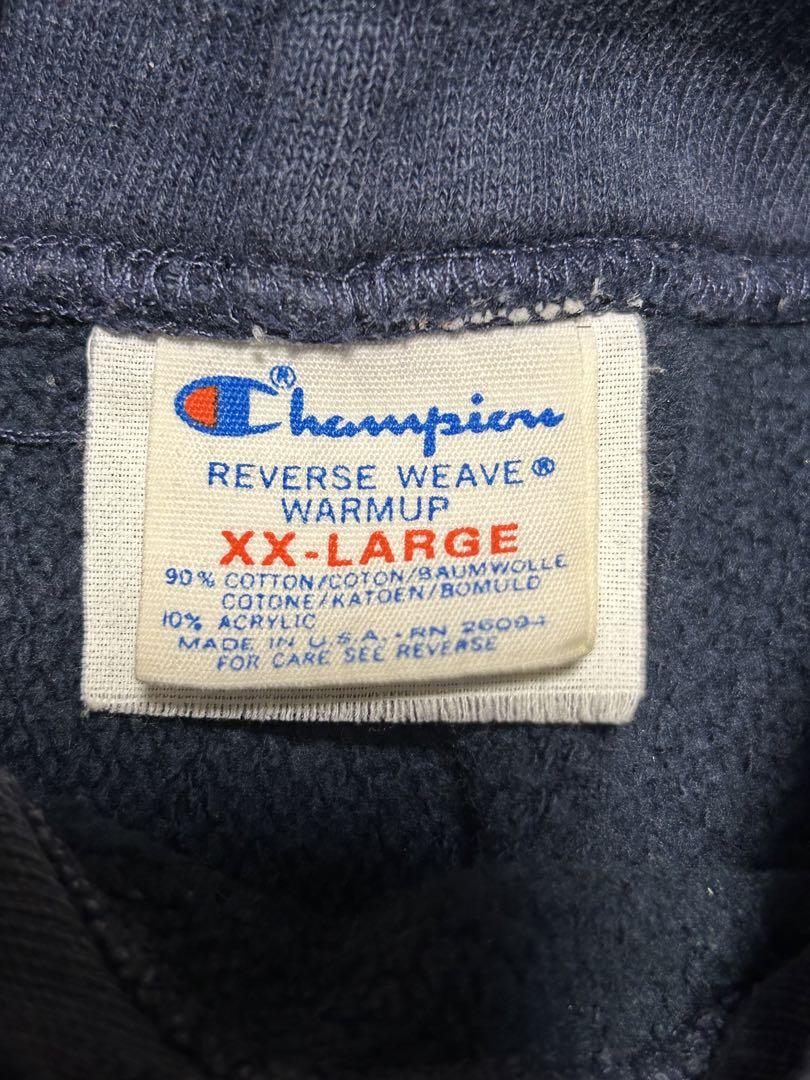 Champion®
REVERSE WEAVE®
WARMUP
XX-LARGE
90% COTTON/COTON/BAUMWOLLE
COTONE/KATOEN/BOMULD
10% ACRYLIC
MADE IN U.S.A. • RN 26094
FOR CARE SEE REVERSE